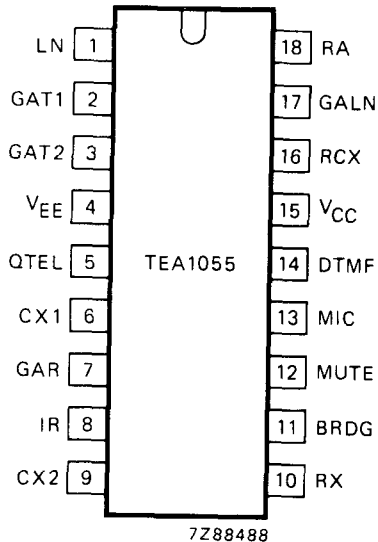 LN 1 18 RA
GAT1 2 17 GALN
GAT2 3 16 RCX
VEE 4 15 VCC
QTEL 5 TEA1055 14 DTMF
CX1 6 13 MIC
GAR 7 12 MUTE
IR 8 11 BRDG
CX2 9 10 RX
7Z88488